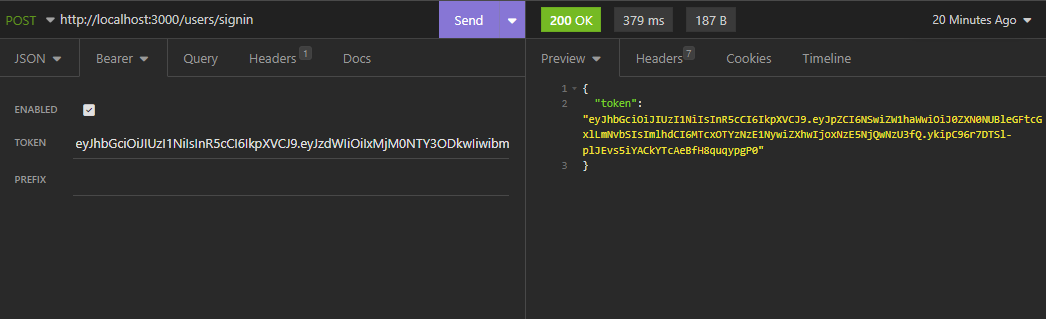 POST http://localhost:3000/users/signin Send 200 OK 379 ms 187 B 20 Minutes Ago
JSON Bearer Query Headers 1 Docs Preview Headers 7 Cookies Timeline
ENABLED
TOKEN eyJhbGciOiJIUzI1NiIsInR5cCI6IkpXVCJ9.eyJzdWIiOiIxMjM0NTY3ODkwIiwibm
PREFIX
1 {
2 "token":
"eyJhbGciOiJIUzI1NiIsInR5cCI6IkpXVCJ9.eyJpZCI6NSwiZW1haWwiOiJ0ZXN0NUBleGFtcG
xlLmNvbSIsImlhdCI6MTcxOTYzNzE1NywiZXhwIjoxNzE5NjQwNzU3fQ.ykipC96r7DTSl-
plJEvs5iYACkYTcAeBfH8quqypgP0"
3 }